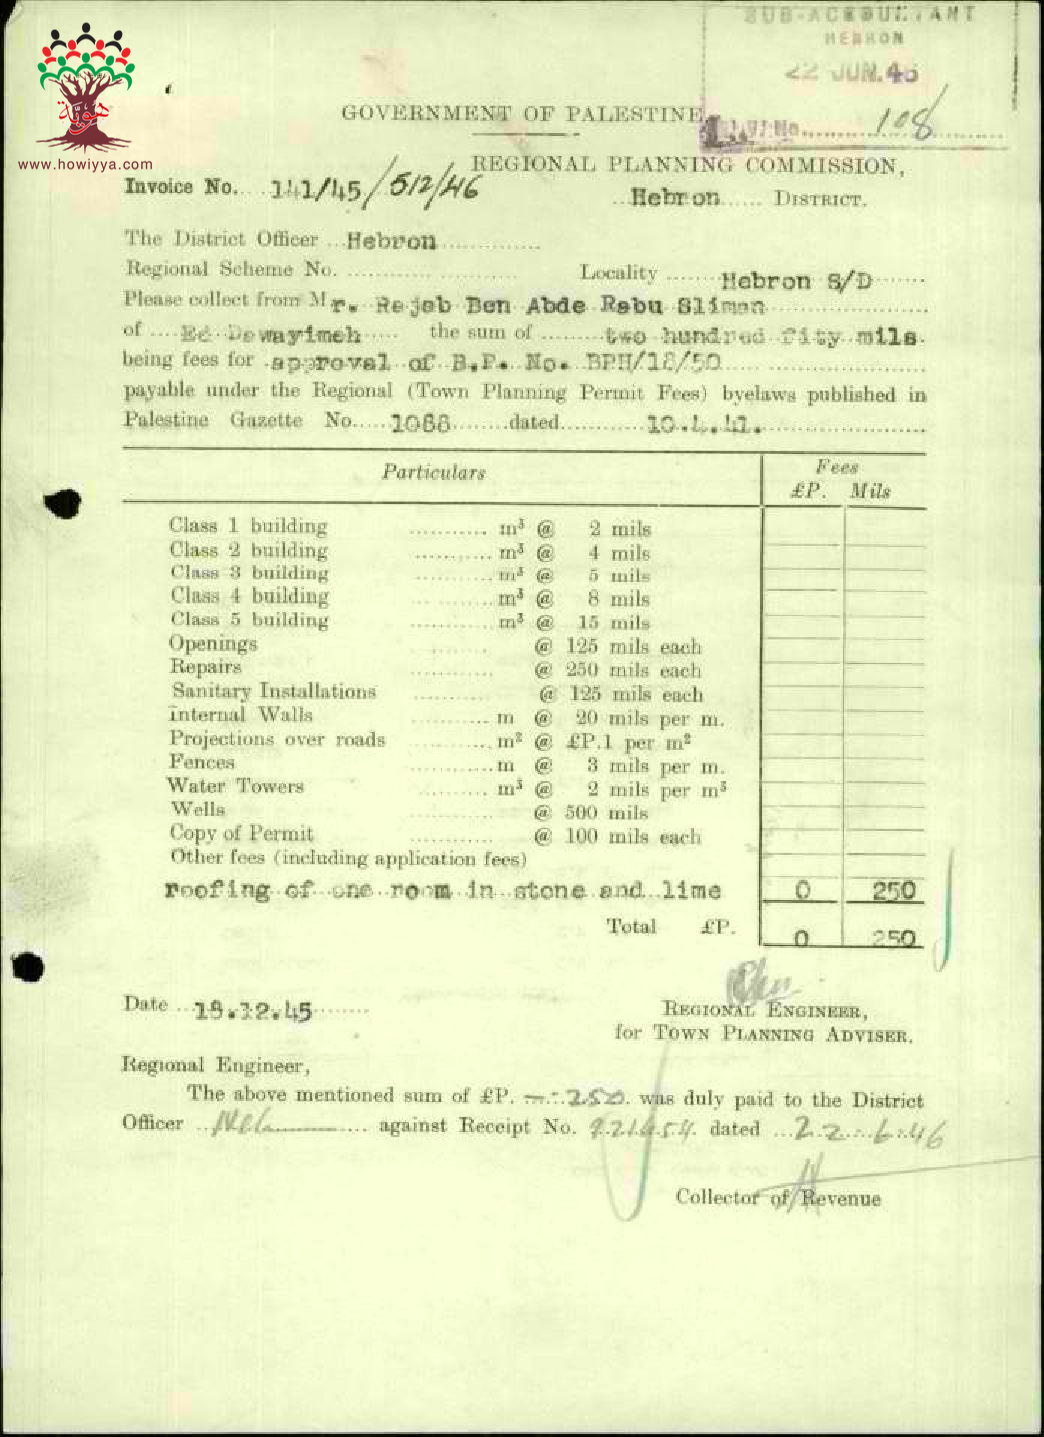 SUB-ACCOUNTANT
HEBRON
22 JUN.46
No. 108
حوية
www.howiyya.com
GOVERNMENT OF PALESTINE
REGIONAL PLANNING COMMISSION,
Invoice No. 141/45/512/46
Hebron DISTRICT.
The District Officer Hebron
Regional Scheme No. Locality Hebron S/D
Please collect from Mr. Rejeb Ben Abde Rabu Sliman
of Ed Dewayimeh the sum of two hundred fity mils.
being fees for approval of B.P. No. BPH/18/50
payable under the Regional (Town Planning Permit Fees) byelaws published in
Palestine Gazette No. 1088 dated 10.4.41.
Particulars Fees
£P. Mils
Class 1 building m³ @ 2 mils
Class 2 building m³ @ 4 mils
Class 3 building m³ @ 5 mils
Class 4 building m³ @ 8 mils
Class 5 building m³ @ 15 mils
Openings @ 125 mils each
Repairs @ 250 mils each
Sanitary Installations @ 125 mils each
Internal Walls m @ 20 mils per m.
Projections over roads m² @ £P.1 per m²
Fences m @ 3 mils per m.
Water Towers m³ @ 2 mils per m³
Wells @ 500 mils
Copy of Permit @ 100 mils each
Other fees (including application fees)
roofing of one room in stone and lime 0 250
Total £P. 0 250
Date 18.12.45
REGIONAL ENGINEER,
for TOWN PLANNING ADVISER.
Regional Engineer,
The above mentioned sum of £P. —.250. was duly paid to the District
Officer against Receipt No. dated 22.6.46
Collector of Revenue